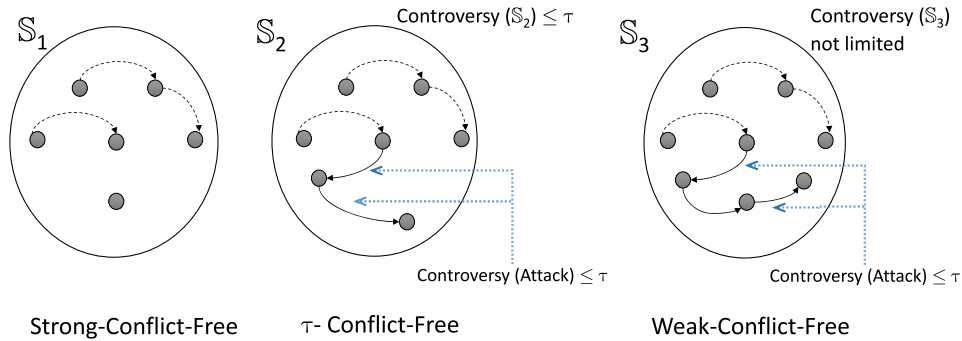 𝕊1
𝕊2
Controversy (𝕊2) ≤ τ
𝕊3
Controversy (𝕊3)
not limited
Controversy (Attack) ≤ τ
Controversy (Attack) ≤ τ
Strong-Conflict-Free
τ- Conflict-Free
Weak-Conflict-Free